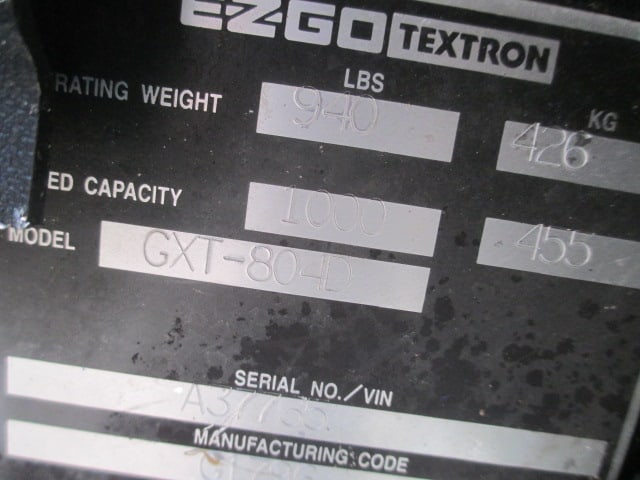 EZGO TEXTRON
LBS
RATING WEIGHT 940 KG 426
ED CAPACITY 1000 455
MODEL GXT-804D
SERIAL NO./VIN
MANUFACTURING CODE